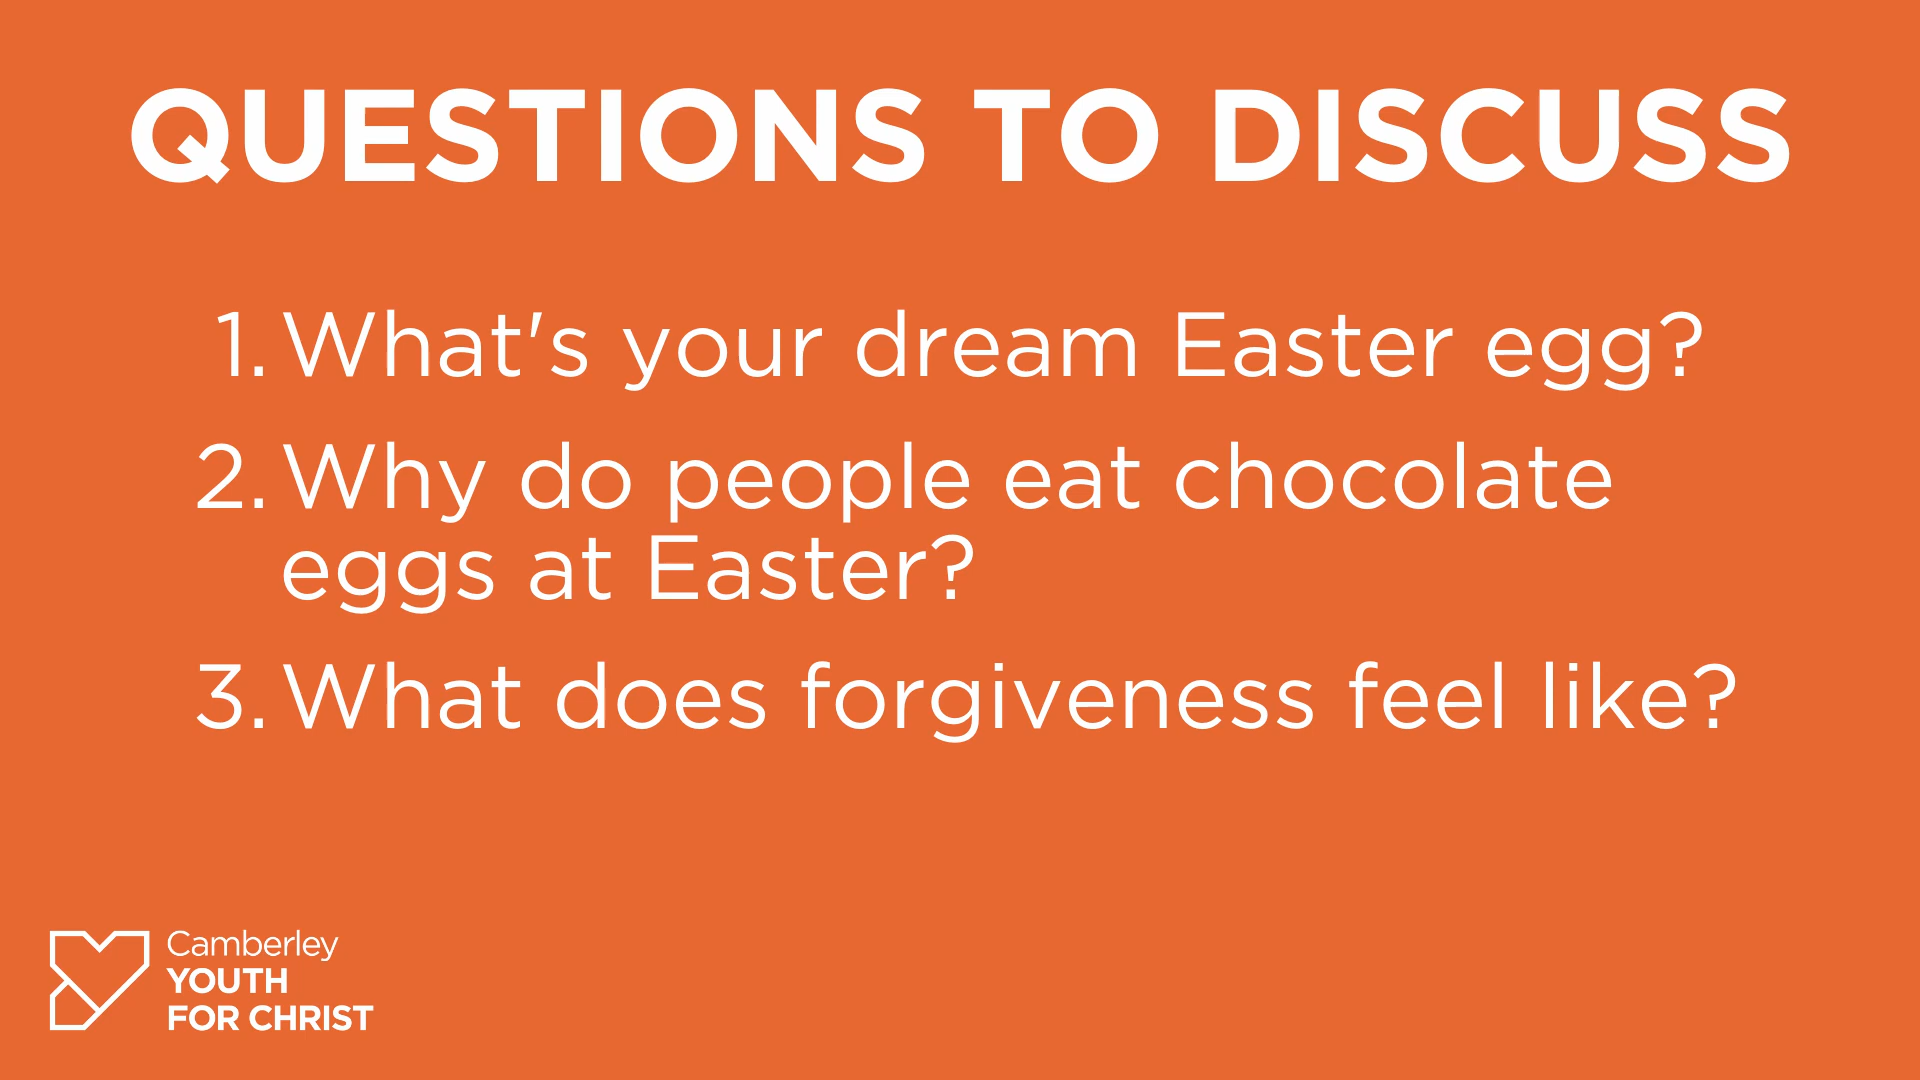 QUESTIONS TO DISCUSS
1. What's your dream Easter egg?
2. Why do people eat chocolate
eggs at Easter?
3. What does forgiveness feel like?
Camberley
YOUTH
FOR CHRIST